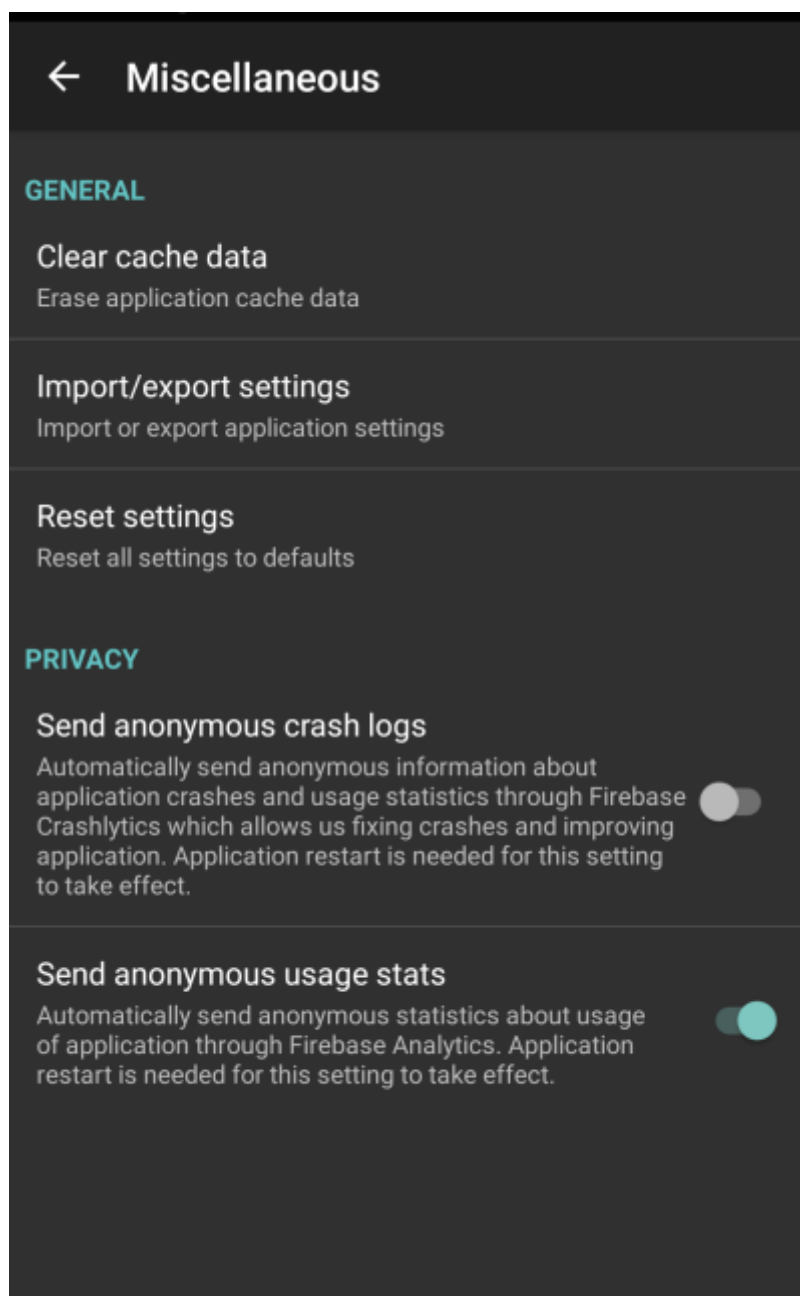 Miscellaneous
GENERAL
Clear cache data
Erase application cache data
Import/export settings
Import or export application settings
Reset settings
Reset all settings to defaults
PRIVACY
Send anonymous crash logs
Automatically send anonymous information about
application crashes and usage statistics through Firebase
Crashlytics which allows us fixing crashes and improving
application. Application restart is needed for this setting
to take effect.
Send anonymous usage stats
Automatically send anonymous statistics about usage
of application through Firebase Analytics. Application
restart is needed for this setting to take effect.